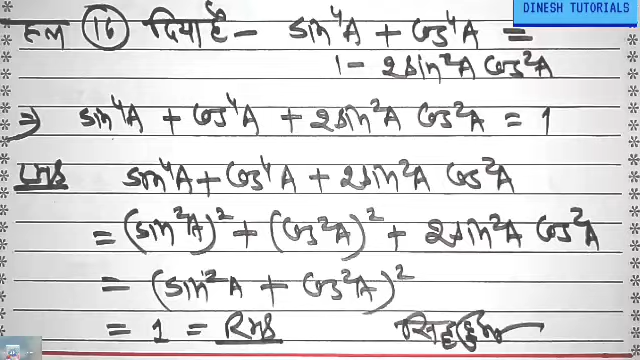 DINESH TUTORIALS
हल (16) दिया है - sin⁴A + cos⁴A =
1 - 2sin²A cos²A
⇒ sin⁴A + cos⁴A + 2sin²A cos²A = 1
LHS sin⁴A + cos⁴A + 2sin²A cos²A
= (sin²A)² + (cos²A)² + 2sin²A cos²A
= (sin²A + cos²A)²
= 1 = RHS सिद्ध हुआ